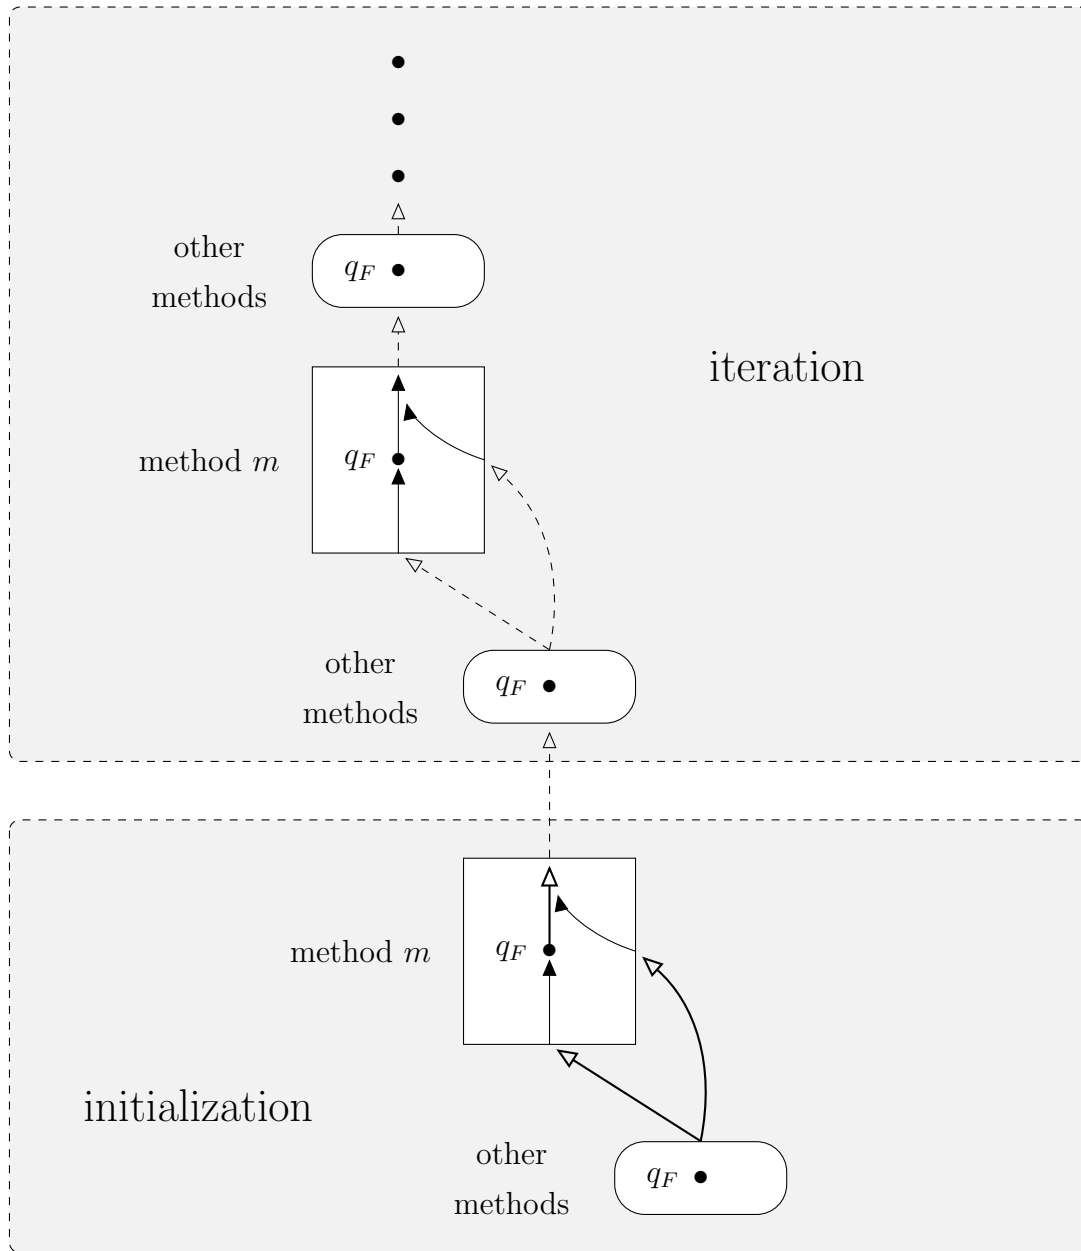 other
methods
q_F
iteration
method m
q_F
other
methods
q_F
method m
q_F
initialization
other
methods
q_F